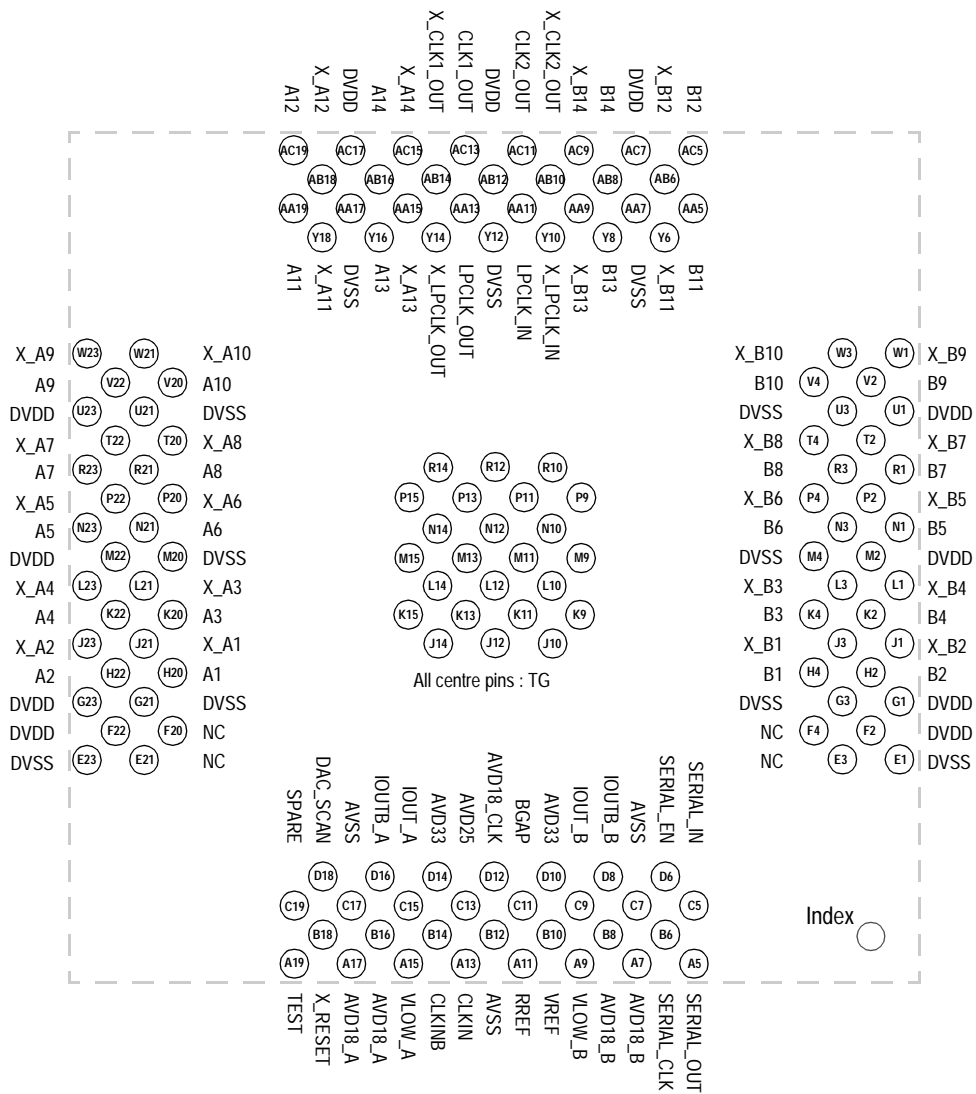 A12 X_A12 DVDD A14 X_A14 X_CLK1_OUT CLK1_OUT DVDD CLK2_OUT X_CLK2_OUT X_B14 B14 DVDD X_B12 B12
AC19 AC17 AC15 AC13 AC11 AC9 AC7 AC5
AB18 AB16 AB14 AB12 AB10 AB8 AB6
AA19 AA17 AA15 AA13 AA11 AA9 AA7 AA5
Y18 Y16 Y14 Y12 Y10 Y8 Y6
A11 X_A11 DVSS A13 X_A13 X_LPCLK_OUT LPCLK_OUT DVSS LPCLK_IN X_LPCLK_IN X_B13 B13 DVSS X_B11 B11
X_A9 W23 W21 X_A10 X_B10 W3 W1 X_B9
A9 V22 V20 A10 B10 V4 V2 B9
DVDD U23 U21 DVSS DVSS U3 U1 DVDD
X_A7 T22 T20 X_A8 X_B8 T4 T2 X_B7
A7 R23 R21 A8 R14 R12 R10 B8 R3 R1 B7
X_A5 P22 P20 X_A6 P15 P13 P11 P9 X_B6 P4 P2 X_B5
A5 N23 N21 A6 N14 N12 N10 B6 N3 N1 B5
DVDD M22 M20 DVSS M15 M13 M11 M9 DVSS M4 M2 DVDD
X_A4 L23 L21 X_A3 L14 L12 L10 X_B3 L3 L1 X_B4
A4 K22 K20 A3 K15 K13 K11 K9 B3 K4 K2 B4
X_A2 J23 J21 X_A1 J14 J12 J10 X_B1 J3 J1 X_B2
A2 H22 H20 A1 All centre pins : TG B1 H4 H2 B2
DVDD G23 G21 DVSS DVSS G3 G1 DVDD
DVDD F22 F20 NC NC F4 F2 DVDD
DVSS E23 E21 NC NC E3 E1 DVSS
SPARE DAC_SCAN AVSS IOUTB_A IOUT_A AVD33 AVD25 AVD18_CLK BGAP AVD33 IOUT_B IOUTB_B AVSS SERIAL_EN SERIAL_IN
D18 D16 D14 D12 D10 D8 D6
C19 C17 C15 C13 C11 C9 C7 C5
Index
B18 B16 B14 B12 B10 B8 B6
A19 A17 A15 A13 A11 A9 A7 A5
TEST X_RESET AVD18_A AVD18_A VLOW_A CLKINB CLKIN AVSS RREF VREF VLOW_B AVD18_B AVD18_B SERIAL_CLK SERIAL_OUT